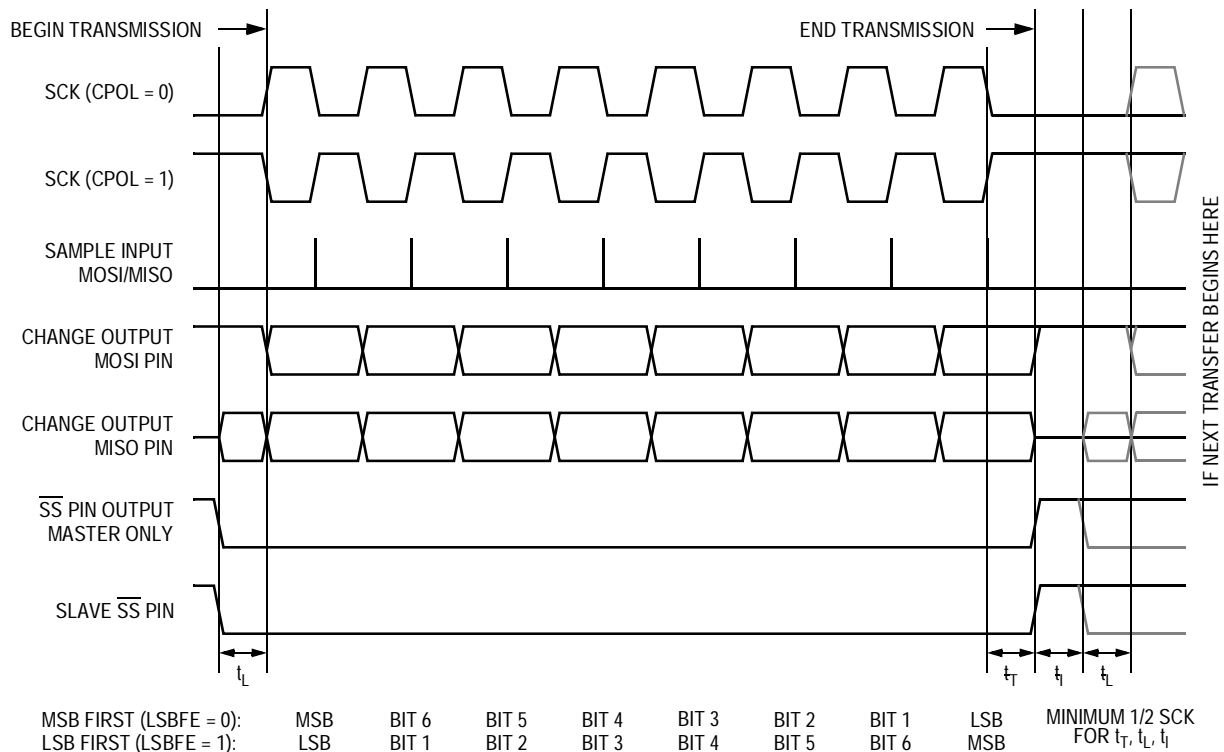 BEGIN TRANSMISSION
END TRANSMISSION
SCK (CPOL = 0)
SCK (CPOL = 1)
SAMPLE INPUT
MOSI/MISO
CHANGE OUTPUT
MOSI PIN
CHANGE OUTPUT
MISO PIN
SS PIN OUTPUT
MASTER ONLY
SLAVE SS PIN
IF NEXT TRANSFER BEGINS HERE
tL tT tI tL
MSB FIRST (LSBFE = 0): MSB BIT 6 BIT 5 BIT 4 BIT 3 BIT 2 BIT 1 LSB
LSB FIRST (LSBFE = 1): LSB BIT 1 BIT 2 BIT 3 BIT 4 BIT 5 BIT 6 MSB
MINIMUM 1/2 SCK
FOR tT, tL, tI